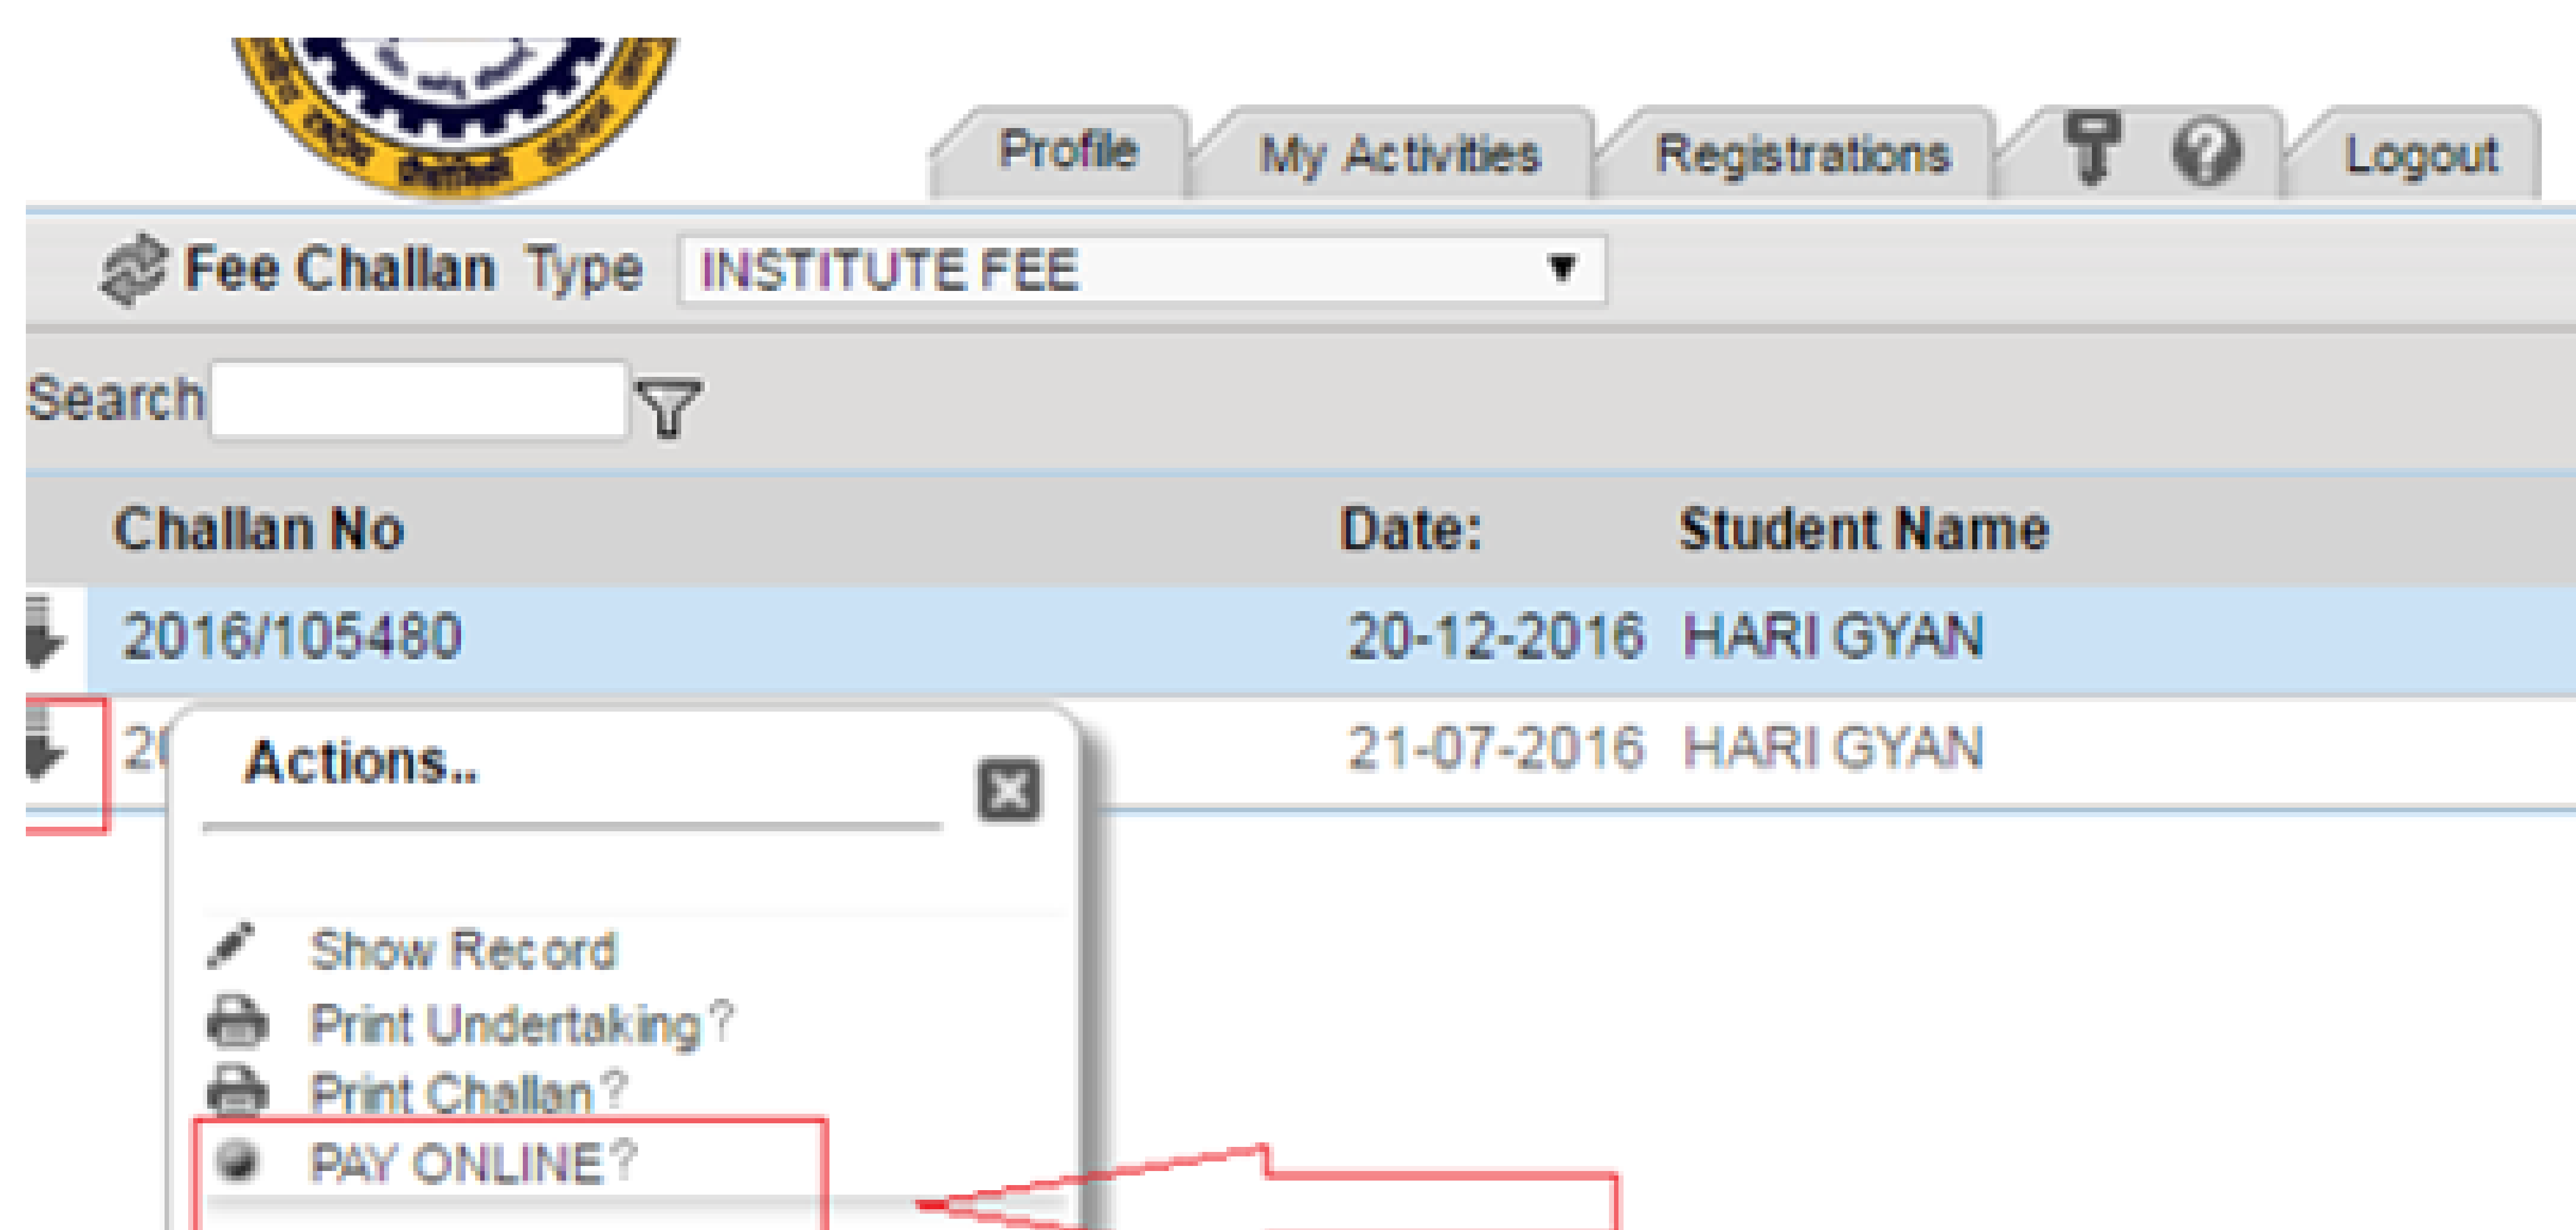 Profile My Activities Registrations Logout
Fee Challan Type INSTITUTE FEE
Search
Challan No Date: Student Name
2016/105480 20-12-2016 HARI GYAN
21-07-2016 HARI GYAN
Actions..
Show Record
Print Undertaking?
Print Challan?
PAY ONLINE?